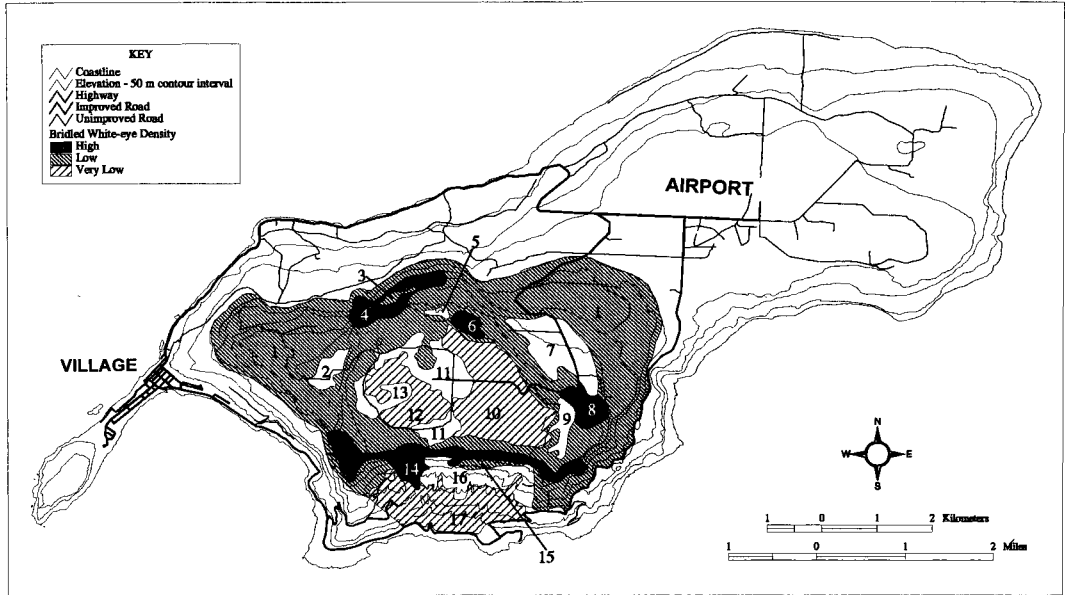 KEY
Coastline
Elevation - 50 m contour interval
Highway
Improved Road
Unimproved Road
Bridled White-eye Density
High
Low
Very Low
AIRPORT
VILLAGE
5
3
4
6
1
1
2
7
11
13
12
10
8
9
11
14
16
1
17
15
N
W E
S
1 0 1 2 Kilometers
1 0 1 2 Miles